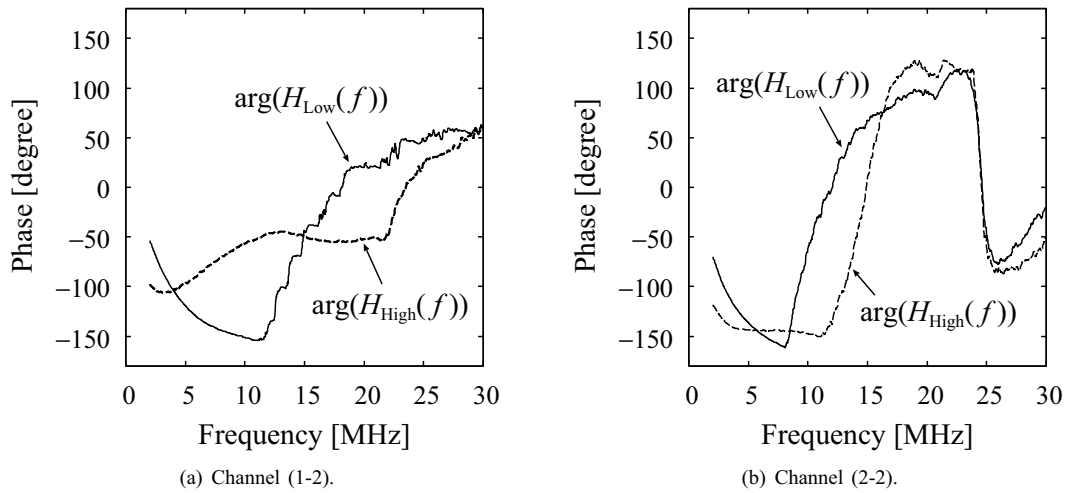 150
100
50
0
−50
−100
−150
0 5 10 15 20 25 30
Phase [degree]
Frequency [MHz]
arg(H_Low(f))
arg(H_High(f))
(a) Channel (1-2).
150
100
50
0
−50
−100
−150
0 5 10 15 20 25 30
Phase [degree]
Frequency [MHz]
arg(H_Low(f))
arg(H_High(f))
(b) Channel (2-2).